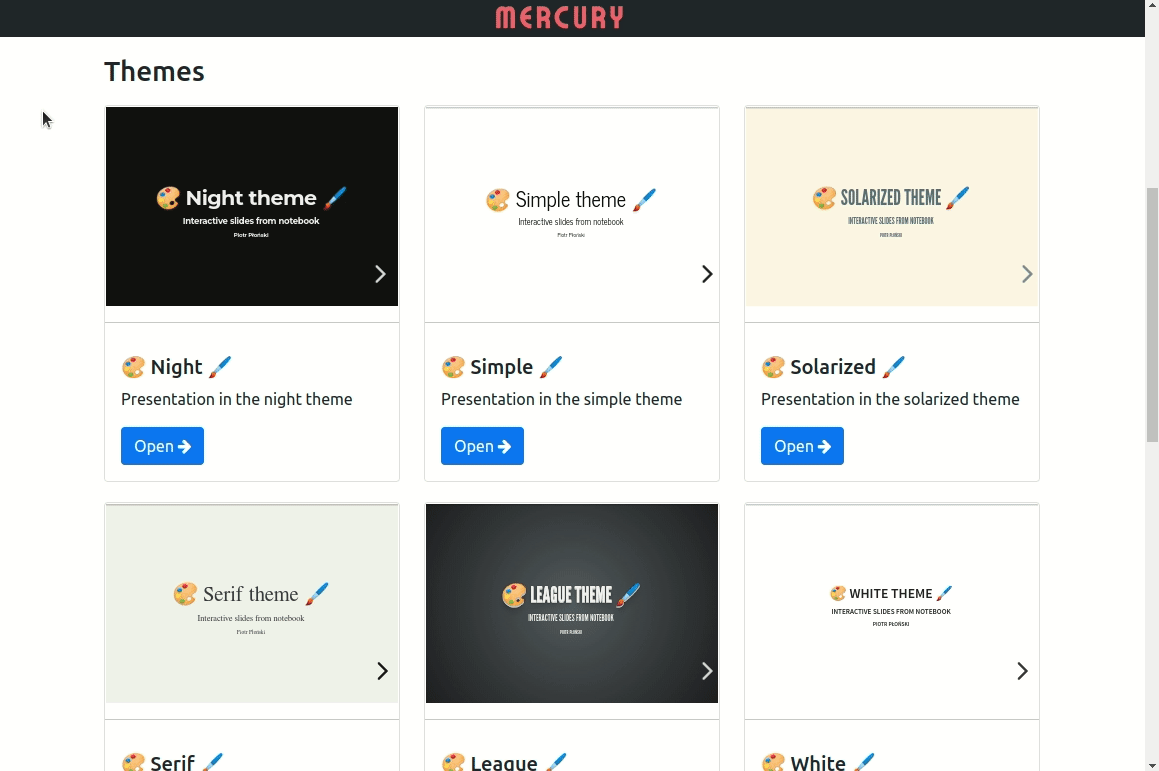 MERCURY
Themes
Night theme
Interactive slides from notebook
Piotr Płoński
Simple theme
Interactive slides from notebook
Piotr Płoński
SOLARIZED THEME
INTERACTIVE SLIDES FROM NOTEBOOK
PIOTR PŁOŃSKI
Night
Presentation in the night theme
Open
Simple
Presentation in the simple theme
Open
Solarized
Presentation in the solarized theme
Open
Serif theme
Interactive slides from notebook
Piotr Płoński
LEAGUE THEME
INTERACTIVE SLIDES FROM NOTEBOOK
PIOTR PŁOŃSKI
WHITE THEME
INTERACTIVE SLIDES FROM NOTEBOOK
PIOTR PŁOŃSKI
Serif
League
White